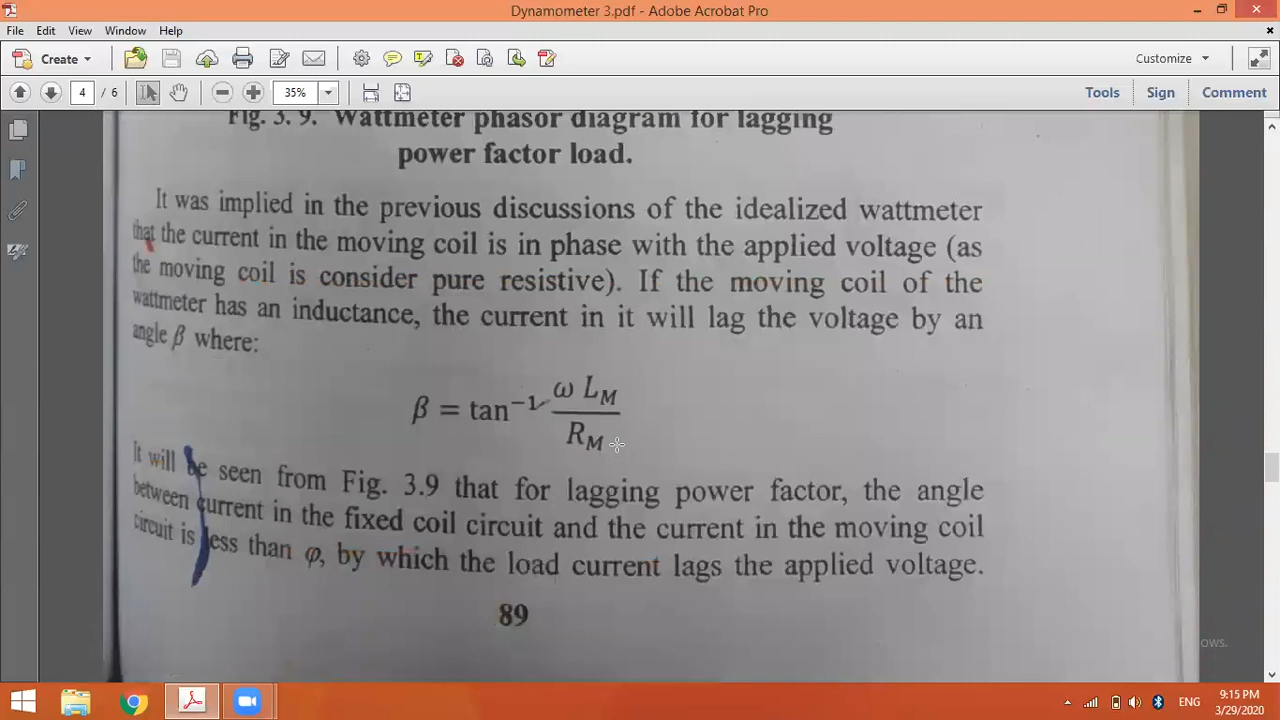 Dynamometer 3.pdf - Adobe Acrobat Pro
File Edit View Window Help
Create
Customize
4 / 6
35%
Tools Sign Comment
Fig. 3. 9. Wattmeter phasor diagram for lagging
power factor load.
It was implied in the previous discussions of the idealized wattmeter
that the current in the moving coil is in phase with the applied voltage (as
the moving coil is consider pure resistive). If the moving coil of the
wattmeter has an inductance, the current in it will lag the voltage by an
angle β where:
β = tan⁻¹ ω L_M
R_M
It will be seen from Fig. 3.9 that for lagging power factor, the angle
between current in the fixed coil circuit and the current in the moving coil
circuit is less than φ, by which the load current lags the applied voltage.
89
ows.
ENG
9:15 PM
3/29/2020